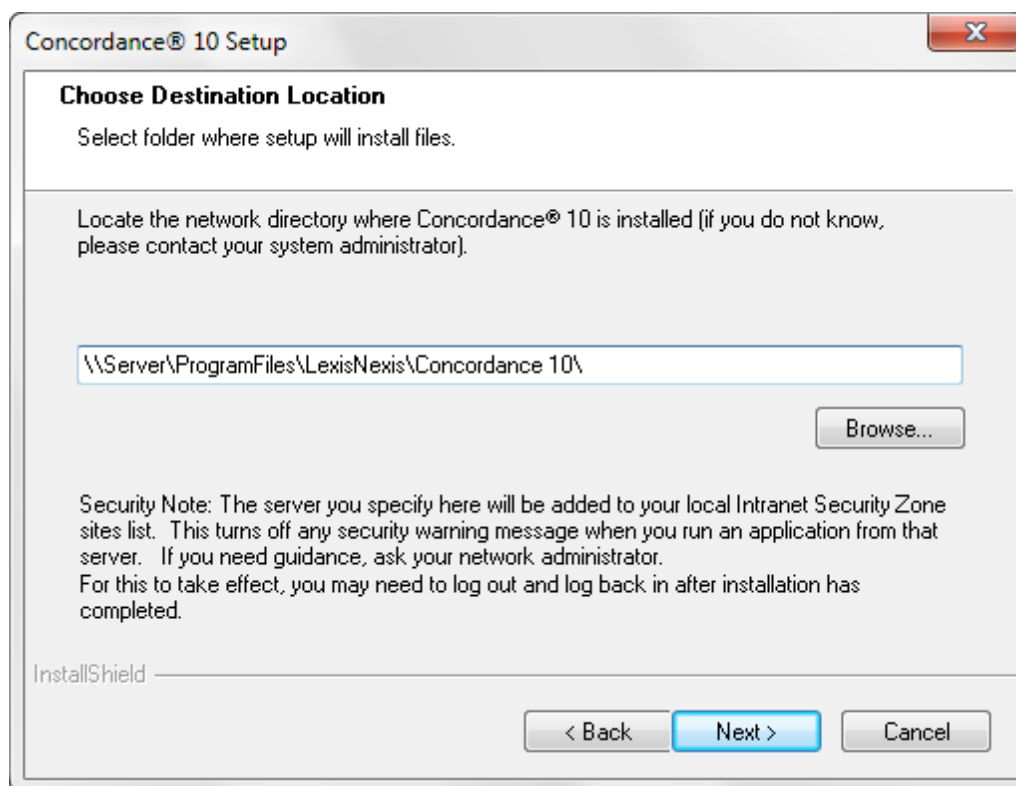 Concordance® 10 Setup
Choose Destination Location
Select folder where setup will install files.
Locate the network directory where Concordance® 10 is installed (if you do not know,
please contact your system administrator).
\\Server\ProgramFiles\LexisNexis\Concordance 10\
Browse...
Security Note: The server you specify here will be added to your local Intranet Security Zone
sites list.  This turns off any security warning message when you run an application from that
server.   If you need guidance, ask your network administrator.
For this to take effect, you may need to log out and log back in after installation has
completed.
InstallShield
< Back
Next >
Cancel